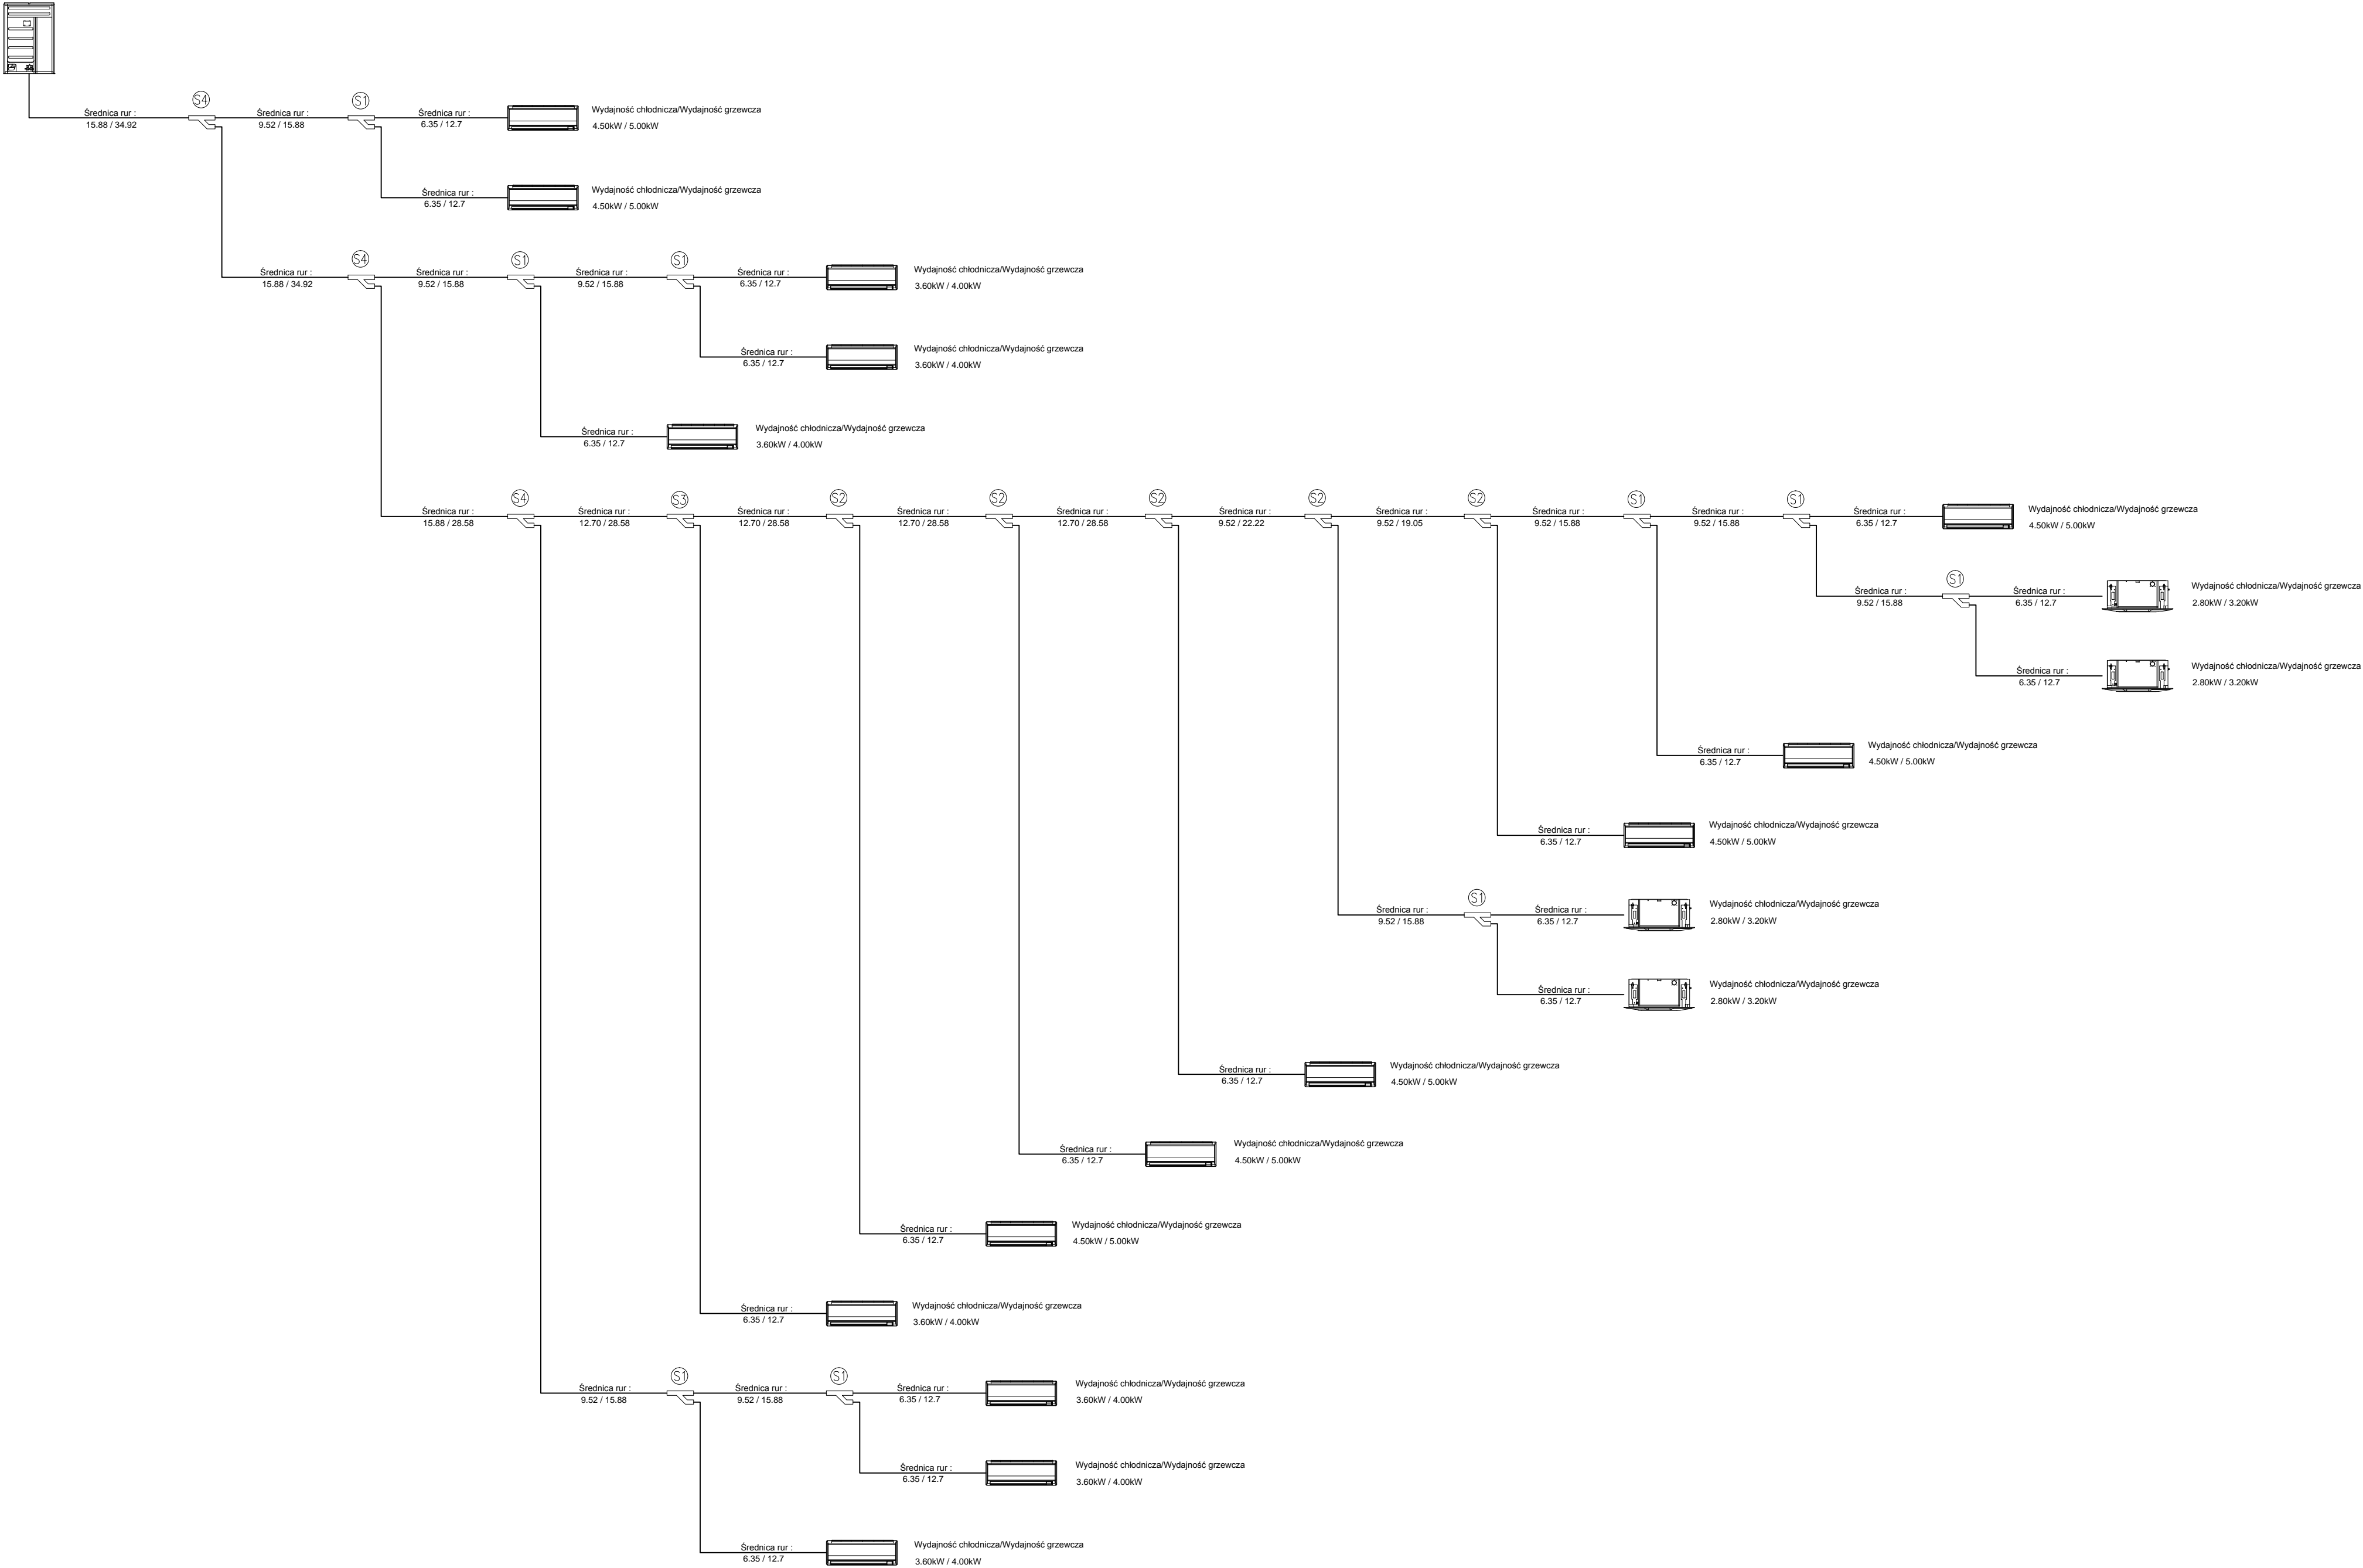 S4
S1
Średnica rur :
15.88 / 34.92
Średnica rur :
9.52 / 15.88
Średnica rur :
6.35 / 12.7
Wydajność chłodnicza/Wydajność grzewcza
4.50kW / 5.00kW
Średnica rur :
6.35 / 12.7
Wydajność chłodnicza/Wydajność grzewcza
4.50kW / 5.00kW
S4
S1
S1
Średnica rur :
15.88 / 34.92
Średnica rur :
9.52 / 15.88
Średnica rur :
9.52 / 15.88
Średnica rur :
6.35 / 12.7
Wydajność chłodnicza/Wydajność grzewcza
3.60kW / 4.00kW
Średnica rur :
6.35 / 12.7
Wydajność chłodnicza/Wydajność grzewcza
3.60kW / 4.00kW
Średnica rur :
6.35 / 12.7
Wydajność chłodnicza/Wydajność grzewcza
3.60kW / 4.00kW
S4
S3
S2
S2
S2
S2
S2
S1
S1
Średnica rur :
15.88 / 28.58
Średnica rur :
12.70 / 28.58
Średnica rur :
12.70 / 28.58
Średnica rur :
12.70 / 28.58
Średnica rur :
12.70 / 28.58
Średnica rur :
9.52 / 22.22
Średnica rur :
9.52 / 19.05
Średnica rur :
9.52 / 15.88
Średnica rur :
9.52 / 15.88
Średnica rur :
6.35 / 12.7
Wydajność chłodnicza/Wydajność grzewcza
4.50kW / 5.00kW
S1
Średnica rur :
9.52 / 15.88
Średnica rur :
6.35 / 12.7
Wydajność chłodnicza/Wydajność grzewcza
2.80kW / 3.20kW
Średnica rur :
6.35 / 12.7
Wydajność chłodnicza/Wydajność grzewcza
2.80kW / 3.20kW
Średnica rur :
6.35 / 12.7
Wydajność chłodnicza/Wydajność grzewcza
4.50kW / 5.00kW
Średnica rur :
6.35 / 12.7
Wydajność chłodnicza/Wydajność grzewcza
4.50kW / 5.00kW
S1
Średnica rur :
9.52 / 15.88
Średnica rur :
6.35 / 12.7
Wydajność chłodnicza/Wydajność grzewcza
2.80kW / 3.20kW
Średnica rur :
6.35 / 12.7
Wydajność chłodnicza/Wydajność grzewcza
2.80kW / 3.20kW
Średnica rur :
6.35 / 12.7
Wydajność chłodnicza/Wydajność grzewcza
4.50kW / 5.00kW
Średnica rur :
6.35 / 12.7
Wydajność chłodnicza/Wydajność grzewcza
4.50kW / 5.00kW
Średnica rur :
6.35 / 12.7
Wydajność chłodnicza/Wydajność grzewcza
4.50kW / 5.00kW
Średnica rur :
6.35 / 12.7
Wydajność chłodnicza/Wydajność grzewcza
3.60kW / 4.00kW
S1
S1
Średnica rur :
9.52 / 15.88
Średnica rur :
9.52 / 15.88
Średnica rur :
6.35 / 12.7
Wydajność chłodnicza/Wydajność grzewcza
3.60kW / 4.00kW
Średnica rur :
6.35 / 12.7
Wydajność chłodnicza/Wydajność grzewcza
3.60kW / 4.00kW
Średnica rur :
6.35 / 12.7
Wydajność chłodnicza/Wydajność grzewcza
3.60kW / 4.00kW